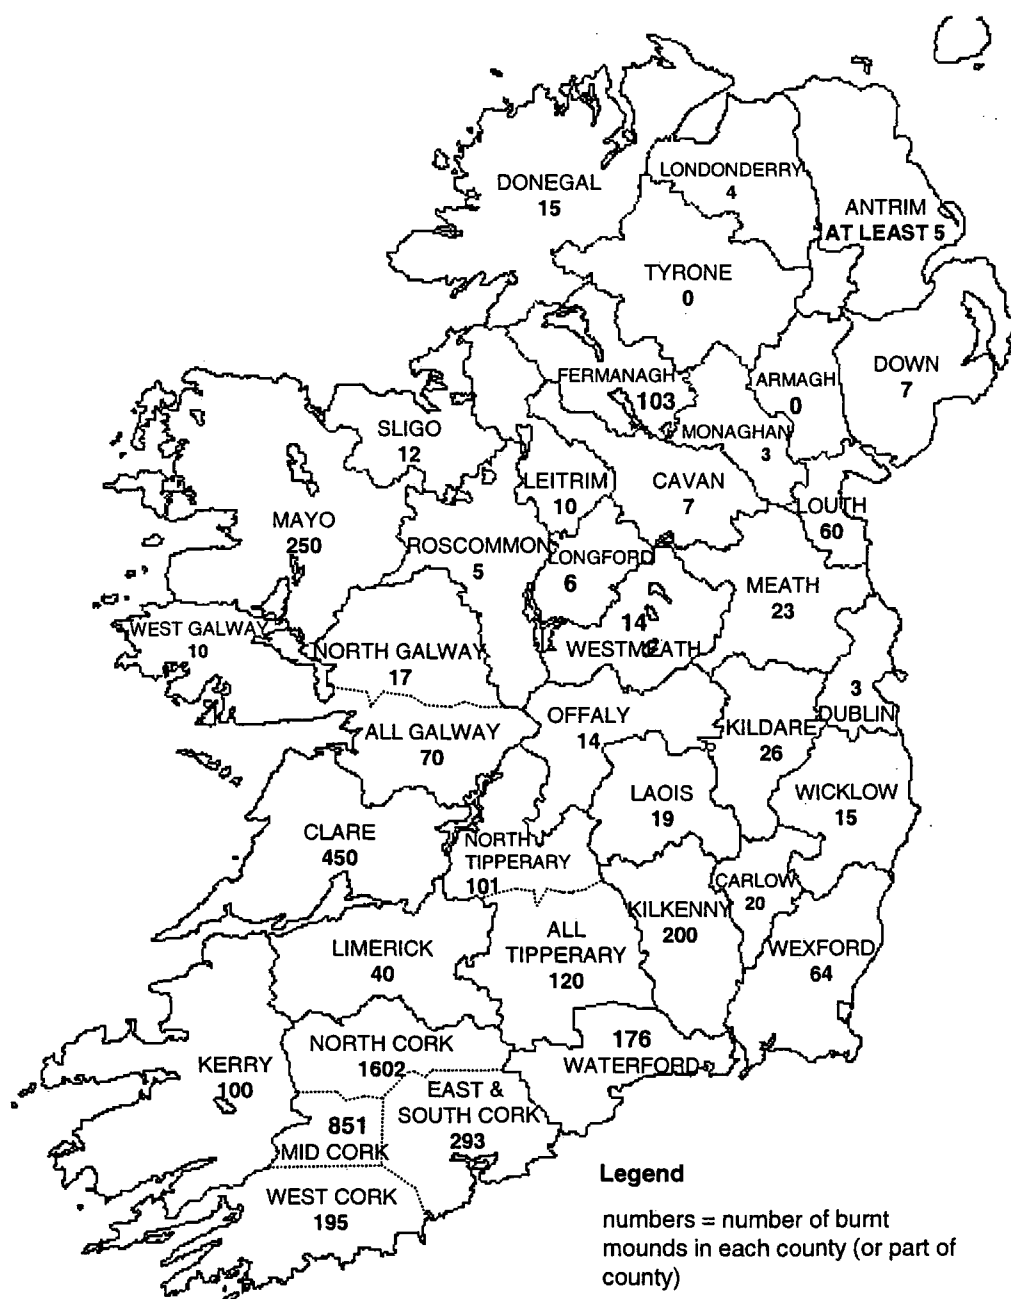 LONDONDERRY
4
DONEGAL
15
ANTRIM
AT LEAST 5
TYRONE
0
FERMANAGH
103
ARMAGH
0
DOWN
7
SLIGO
12
MONAGHAN
3
LEITRIM
10
CAVAN
7
LOUTH
60
MAYO
250
ROSCOMMON
5
LONGFORD
6
MEATH
23
WEST GALWAY
10
NORTH GALWAY
17
14
WESTMEATH
3
DUBLIN
OFFALY
14
KILDARE
26
ALL GALWAY
70
LAOIS
19
WICKLOW
15
CLARE
450
NORTH
TIPPERARY
101
CARLOW
20
KILKENNY
200
ALL
TIPPERARY
120
LIMERICK
40
WEXFORD
64
NORTH CORK
1602
176
WATERFORD
KERRY
100
EAST &
SOUTH CORK
293
851
MID CORK
WEST CORK
195
Legend
numbers = number of burnt
mounds in each county (or part of
county)